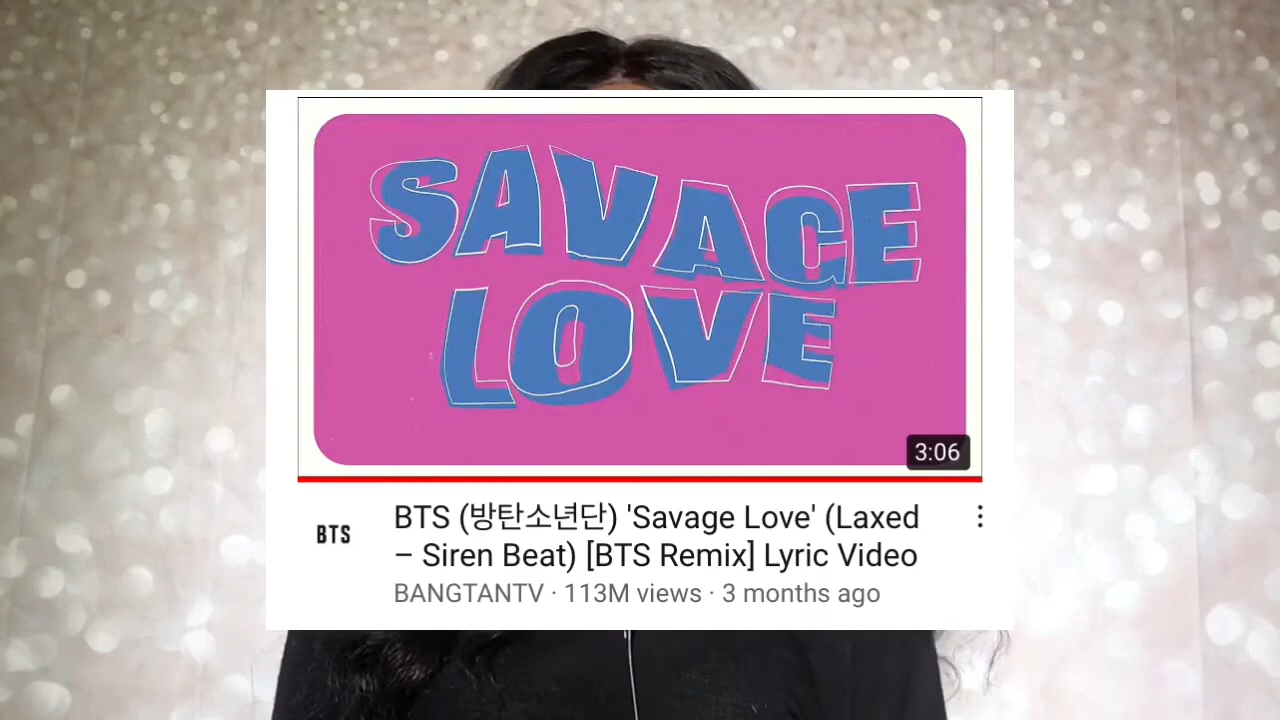 SAVAGE
LOVE
3:06
BTS
BTS (방탄소년단) 'Savage Love' (Laxed
– Siren Beat) [BTS Remix] Lyric Video
BANGTANTV · 113M views · 3 months ago